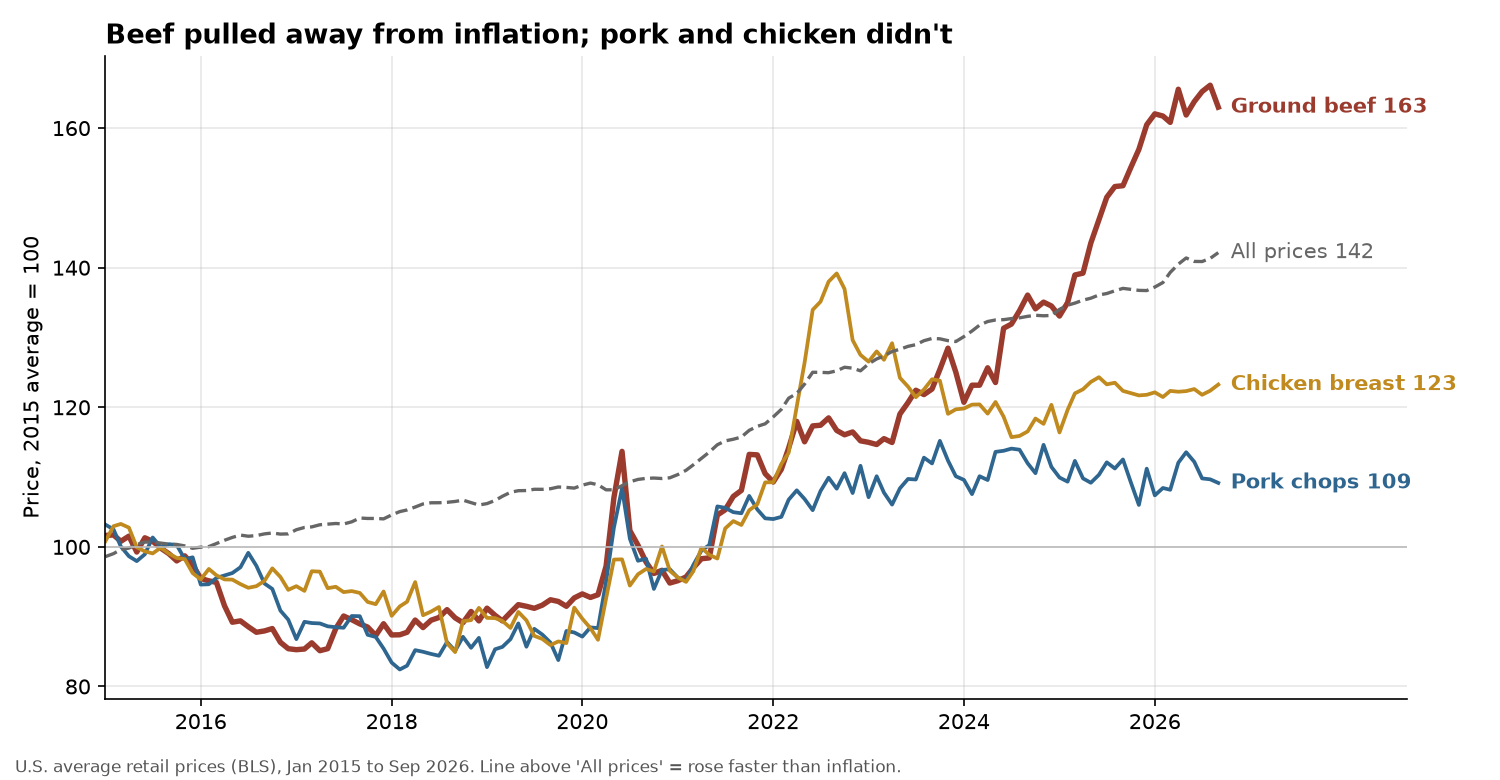 Beef pulled away from inflation; pork and chicken didn't
Price, 2015 average = 100
160
140
120
100
80
Ground beef 163
All prices 142
Chicken breast 123
Pork chops 109
2016
2018
2020
2022
2024
2026
U.S. average retail prices (BLS), Jan 2015 to Sep 2026. Line above 'All prices' = rose faster than inflation.